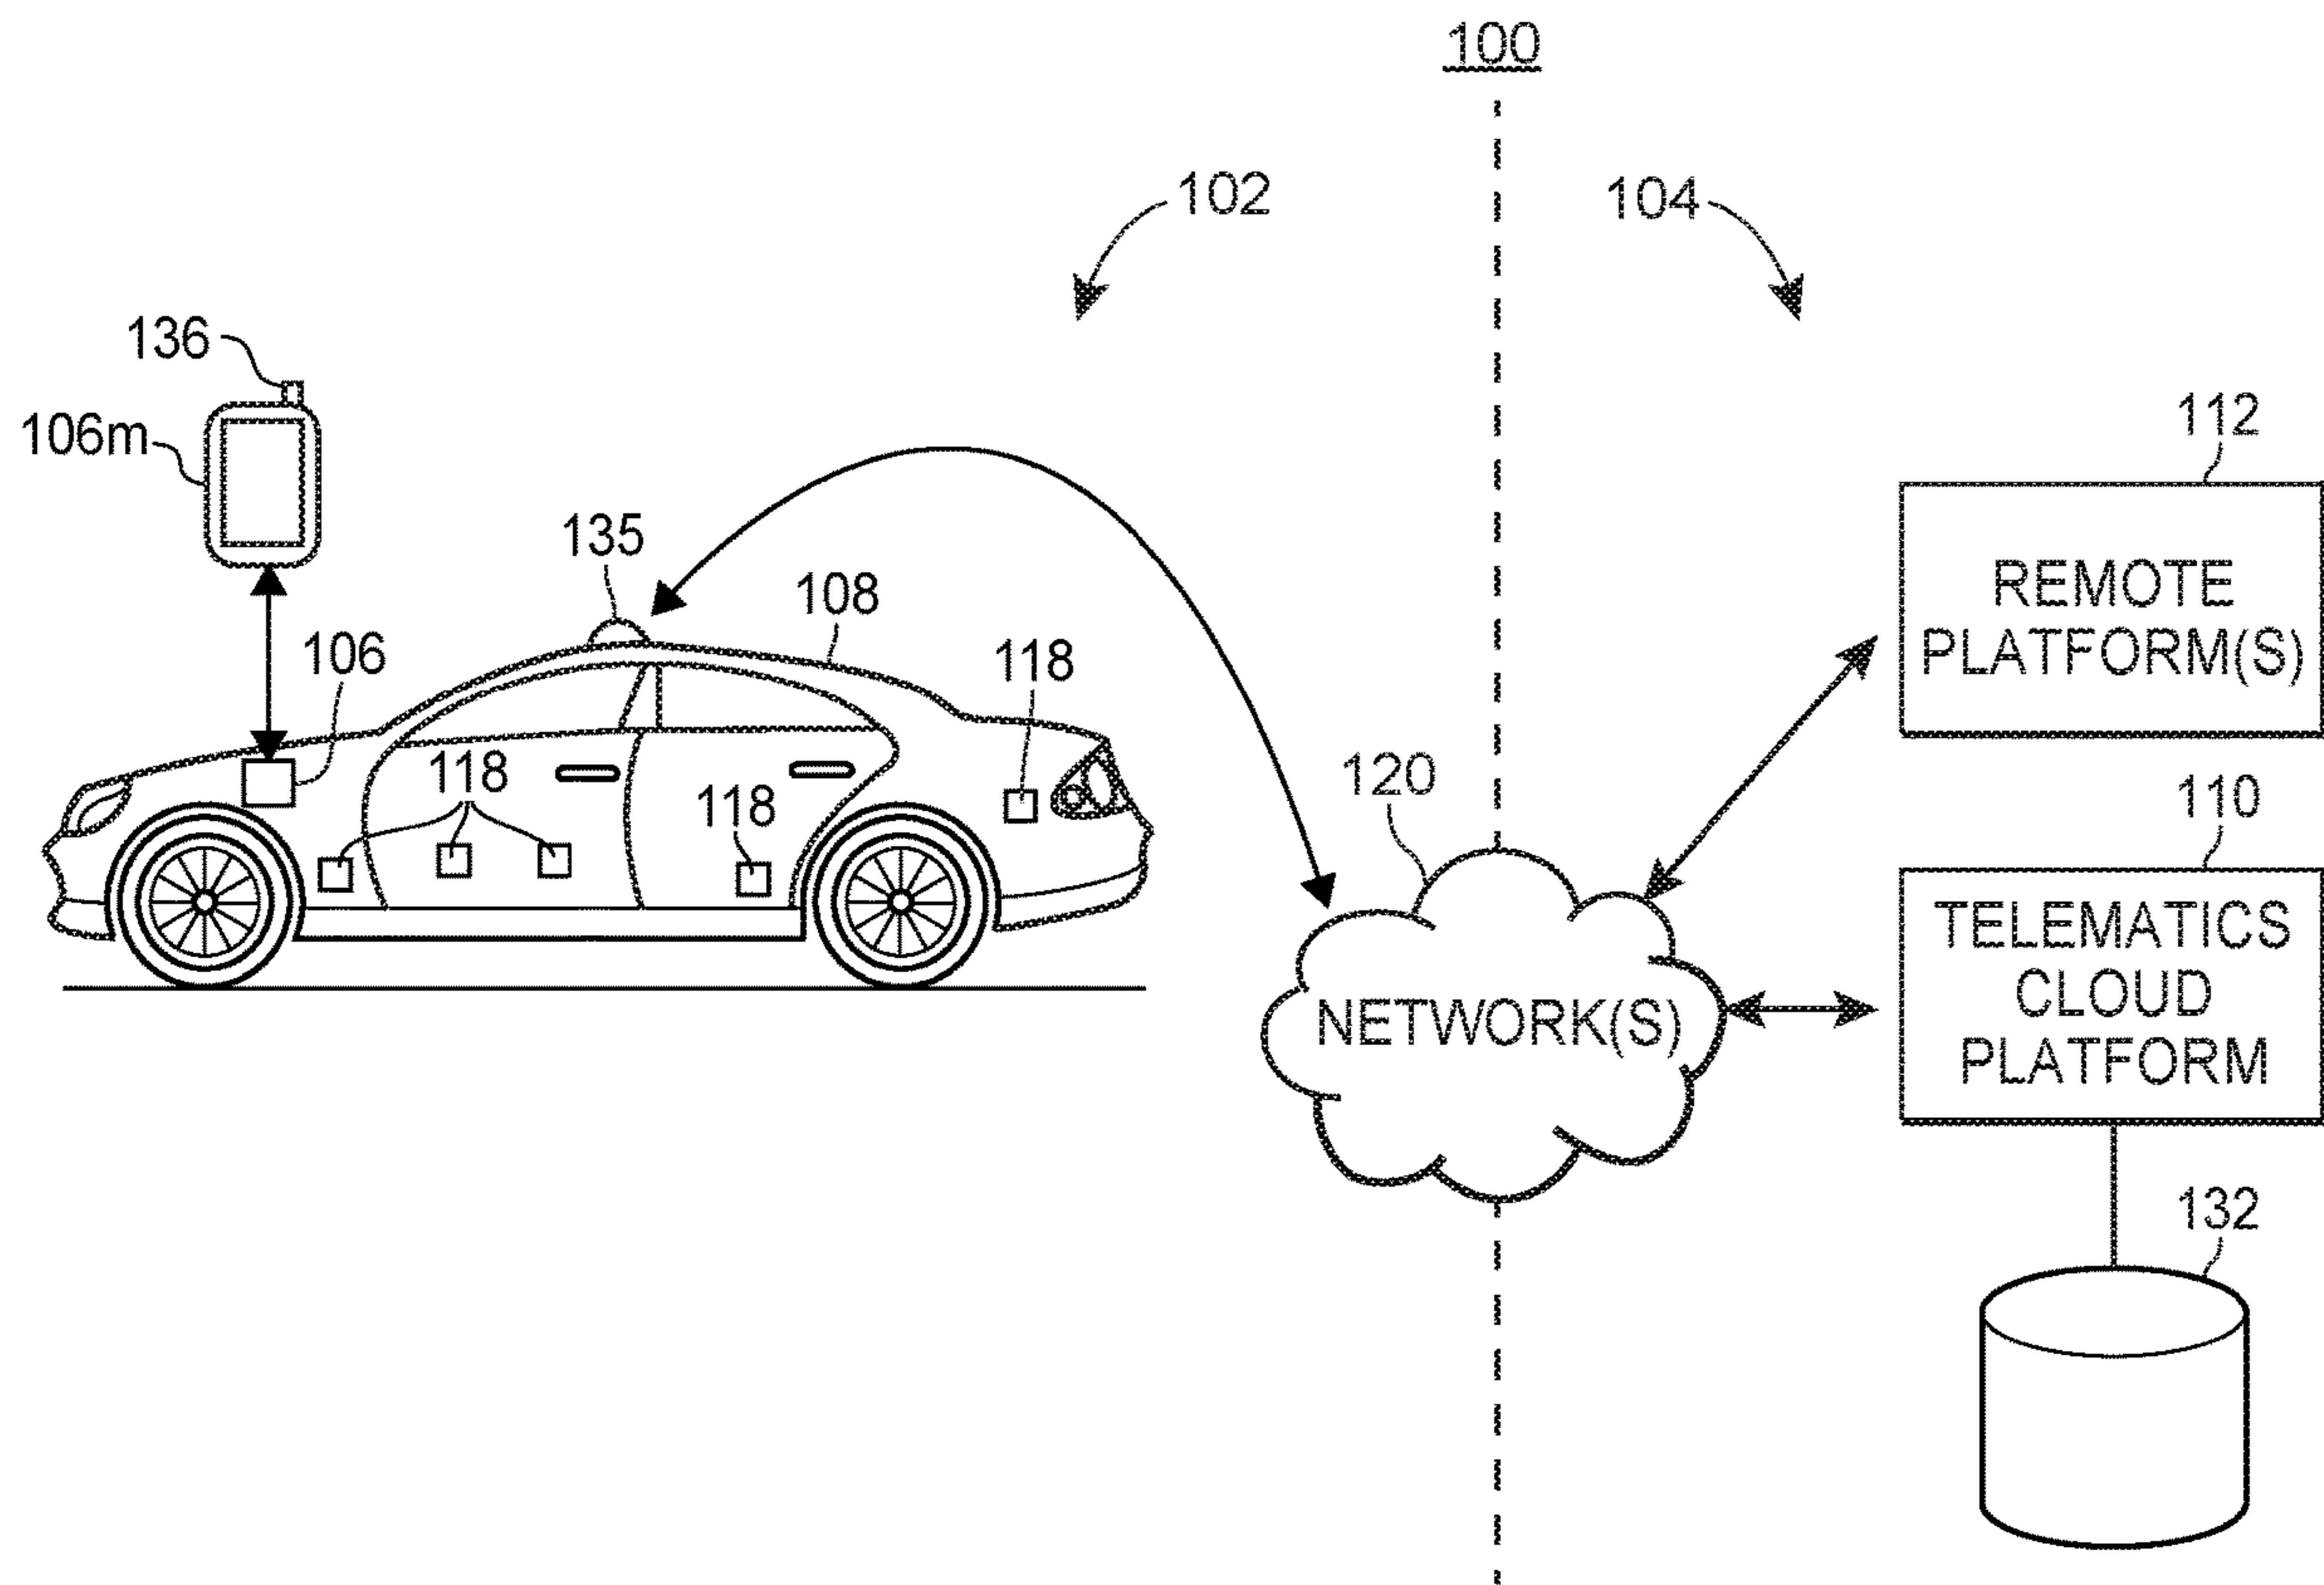 100
102
104
136
106m
112
135
108
REMOTE
PLATFORM(S)
106
118
118
118
120
110
TELEMATICS
CLOUD
PLATFORM
NETWORK(S)
132